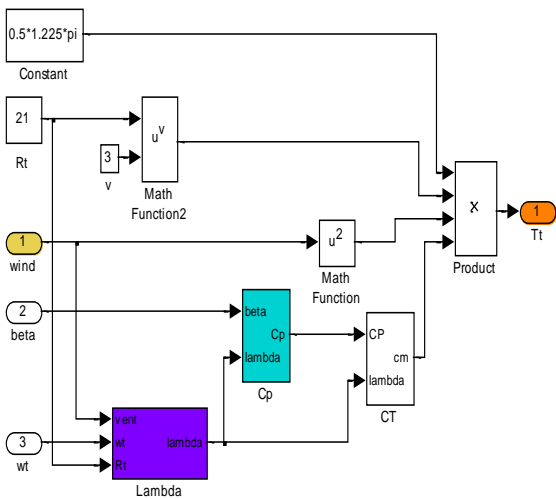 0.5*1.225*pi
Constant
21
Rt
3
v
u^v
Math
Function2
1
wind
u^2
Math
Function
X
Product
1
Tt
2
beta
beta
Cp
lambda
Cp
CP
cm
lambda
CT
3
wt
vent
wt
lambda
Rt
Lambda